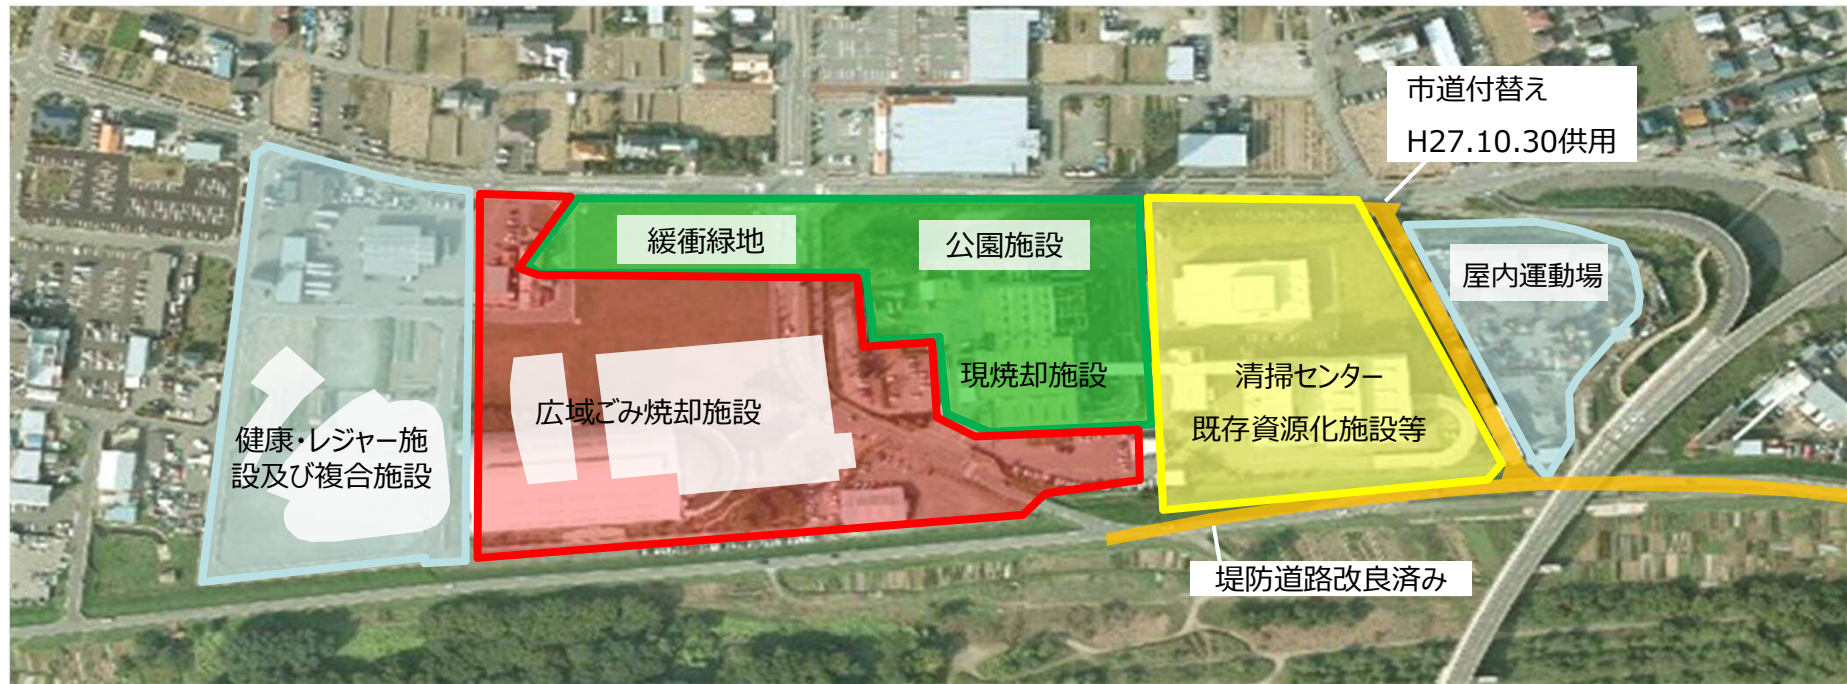 市道付替え
H27.10.30供用
緩衝緑地
公園施設
屋内運動場
現焼却施設
清掃センター
既存資源化施設等
広域ごみ焼却施設
健康・レジャー施
設及び複合施設
堤防道路改良済み